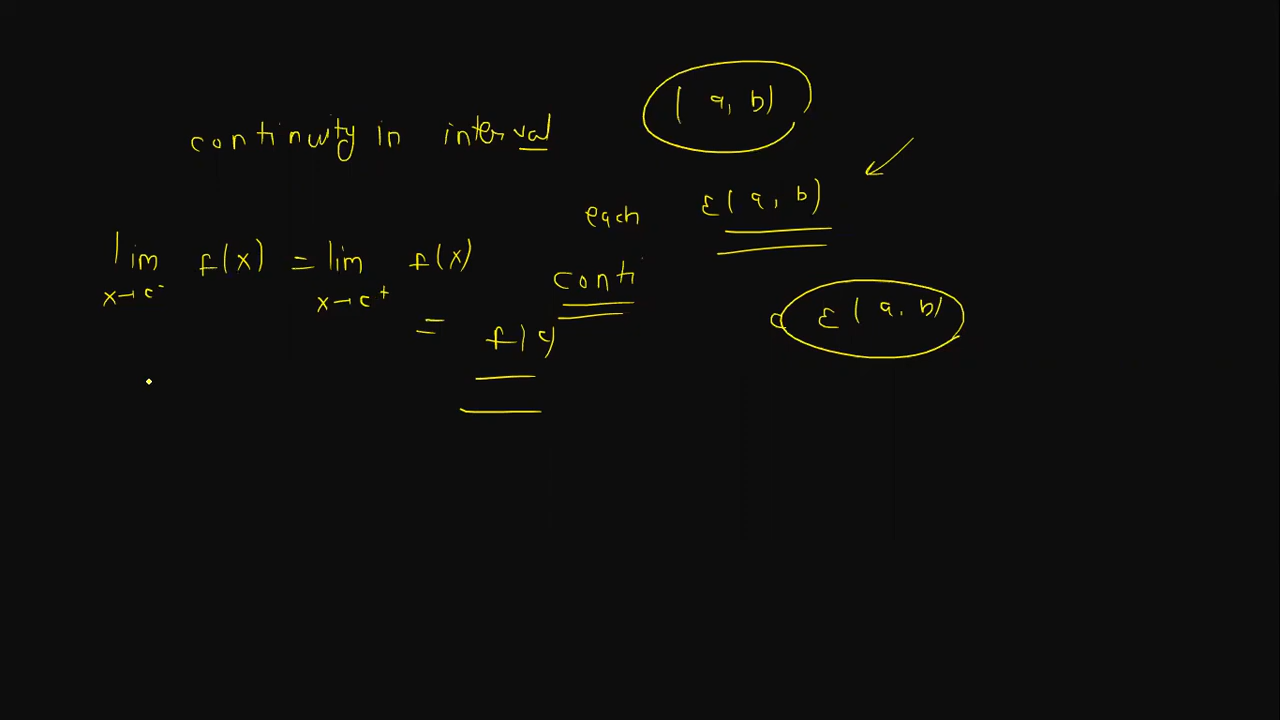 continuity in interval (a, b)
each ε(a, b)
lim f(x) = lim f(x) conti
x→c⁻ x→c⁺
= f(c)
c ε(a, b)